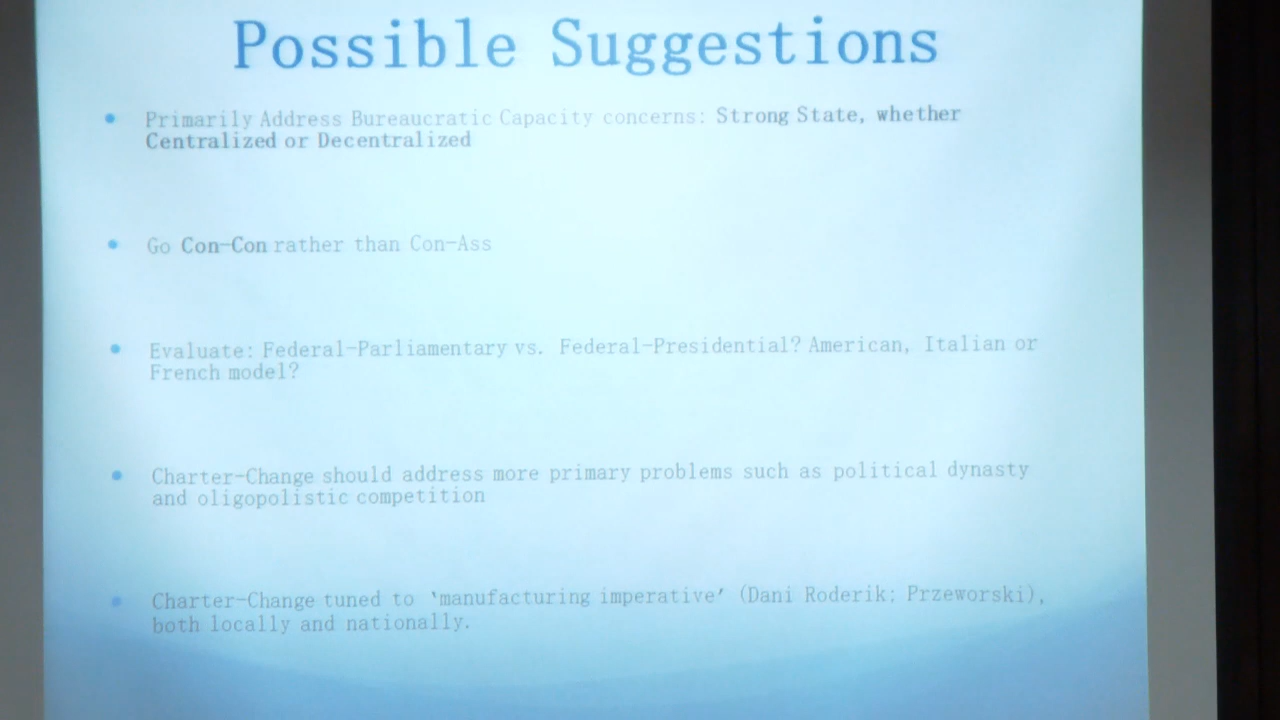 Possible Suggestions
• Primarily Address Bureaucratic Capacity concerns: Strong State, whether
Centralized or Decentralized
• Go Con-Con rather than Con-Ass
• Evaluate: Federal-Parliamentary vs. Federal-Presidential? American, Italian or
French model?
• Charter-Change should address more primary problems such as political dynasty
and oligopolistic competition
• Charter-Change tuned to ‘manufacturing imperative’ (Dani Roderik; Przeworski),
both locally and nationally.